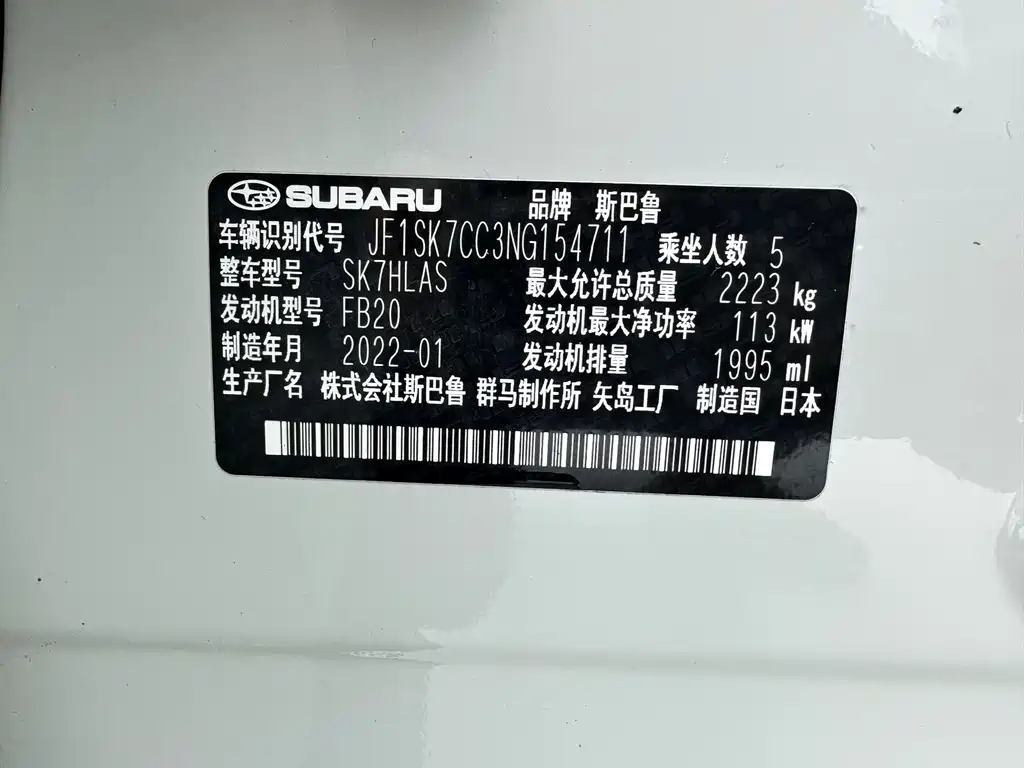 SUBARU 品牌 斯巴鲁
车辆识别代号 JF1SK7CC3NG154711 乘坐人数 5
整车型号 SK7HLAS 最大允许总质量 2223 kg
发动机型号 FB20 发动机最大净功率 113 kW
制造年月 2022-01 发动机排量 1995 ml
生产厂名 株式会社斯巴鲁 群马制作所 矢岛工厂 制造国 日本